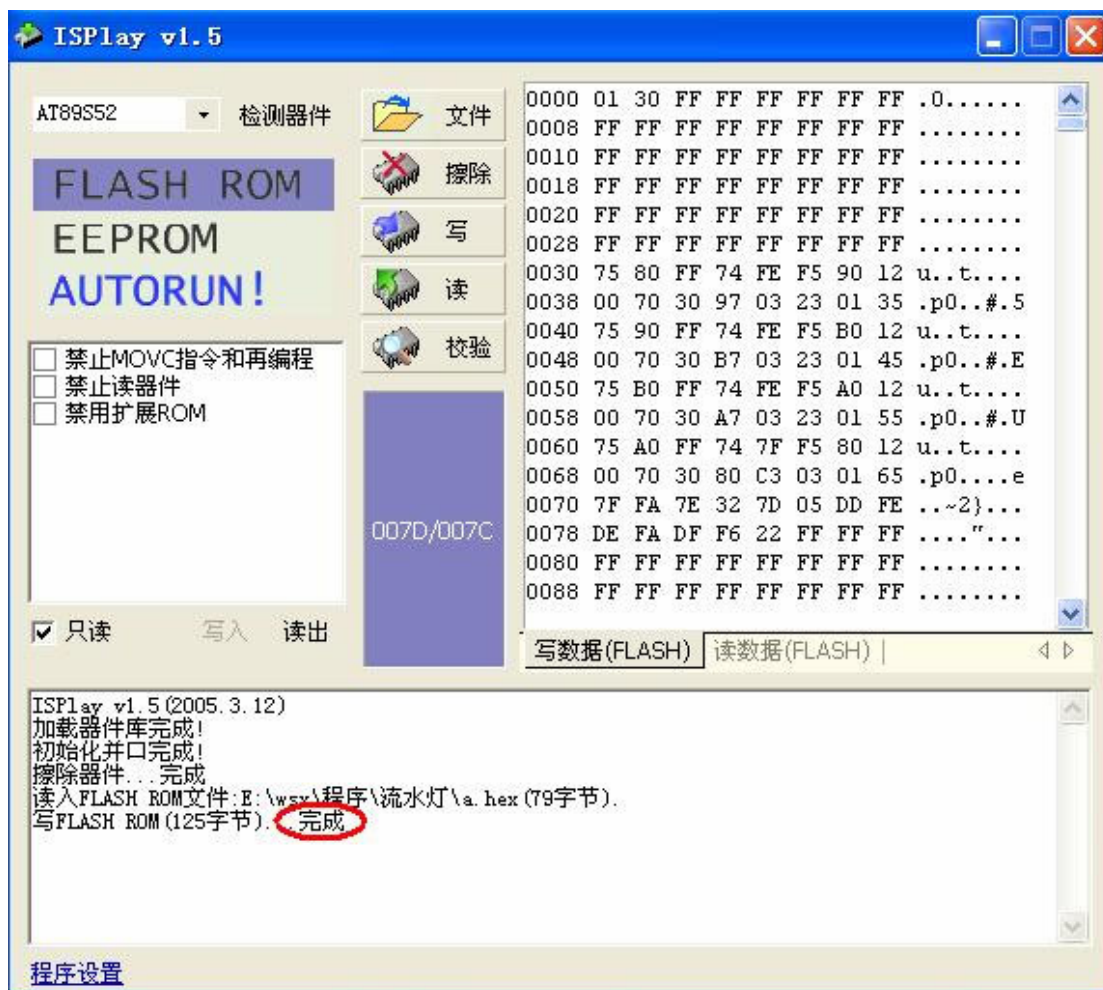 ISPlay v1.5
AT89S52 检测器件
FLASH ROM
EEPROM
AUTORUN!
禁止MOVC指令和再编程
禁止读器件
禁用扩展ROM
只读 写入 读出
文件
擦除
写
读
校验
007D/007C
0000 01 30 FF FF FF FF FF FF .0......
0008 FF FF FF FF FF FF FF FF ........
0010 FF FF FF FF FF FF FF FF ........
0018 FF FF FF FF FF FF FF FF ........
0020 FF FF FF FF FF FF FF FF ........
0028 FF FF FF FF FF FF FF FF ........
0030 75 80 FF 74 FE F5 90 12 u..t....
0038 00 70 30 97 03 23 01 35 .p0..#.5
0040 75 90 FF 74 FE F5 B0 12 u..t....
0048 00 70 30 B7 03 23 01 45 .p0..#.E
0050 75 B0 FF 74 FE F5 A0 12 u..t....
0058 00 70 30 A7 03 23 01 55 .p0..#.U
0060 75 A0 FF 74 7F F5 80 12 u..t....
0068 00 70 30 80 C3 03 01 65 .p0....e
0070 7F FA 7E 32 7D 05 DD FE ..~2}...
0078 DE FA DF F6 22 FF FF FF ...."...
0080 FF FF FF FF FF FF FF FF ........
0088 FF FF FF FF FF FF FF FF ........
写数据(FLASH) 读数据(FLASH)
ISPlay v1.5(2005.3.12)
加载器件库完成!
初始化并口完成!
擦除器件...完成
读入FLASH ROM文件:E:\wsy\程序\流水灯\a.hex(79字节).
写FLASH ROM(125字节)...完成
程序设置